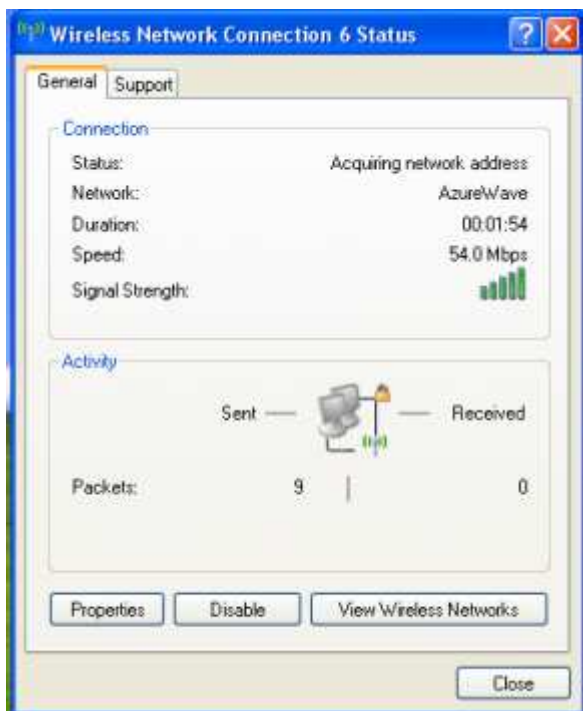 Wireless Network Connection 6 Status
General Support
Connection
Status: Acquiring network address
Network: AzureWave
Duration: 00:01:54
Speed: 54.0 Mbps
Signal Strength:
Activity
Sent Received
Packets: 9 0
Properties Disable View Wireless Networks
Close